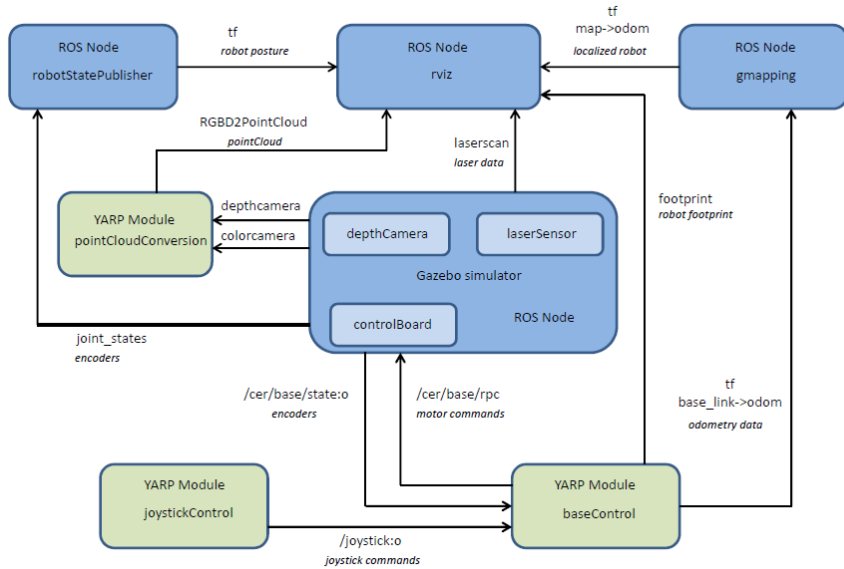 tf
robot posture
tf
map->odom
localized robot
ROS Node
robotStatePublisher
ROS Node
rviz
ROS Node
gmapping
RGBD2PointCloud
pointCloud
laserscan
laser data
footprint
robot footprint
YARP Module
pointCloudConversion
depthcamera
colorcamera
depthCamera
laserSensor
Gazebo simulator
controlBoard
ROS Node
joint_states
encoders
/cer/base/state:o
encoders
/cer/base/rpc
motor commands
tf
base_link->odom
odometry data
YARP Module
joystickControl
YARP Module
baseControl
/joystick:o
joystick commands